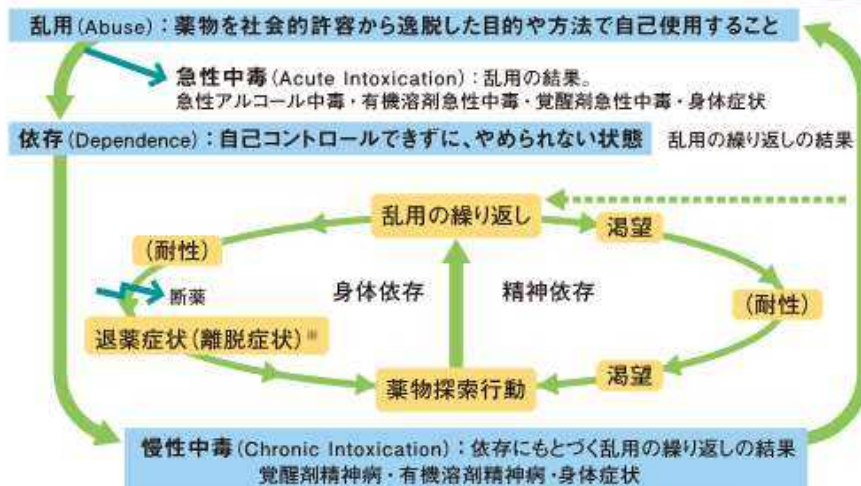 乱用(Abuse):薬物を社会的許容から逸脱した目的や方法で自己使用すること
急性中毒(Acute Intoxication):乱用の結果。
急性アルコール中毒・有機溶剤急性中毒・覚醒剤急性中毒・身体症状
依存(Dependence):自己コントロールできずに、やめられない状態
乱用の繰り返しの結果
乱用の繰り返し
渇望
(耐性)
断薬
身体依存
精神依存
(耐性)
退薬症状(離脱症状)※
渇望
薬物探索行動
慢性中毒(Chronic Intoxication):依存にもとづく乱用の繰り返しの結果
覚醒剤精神病・有機溶剤精神病・身体症状